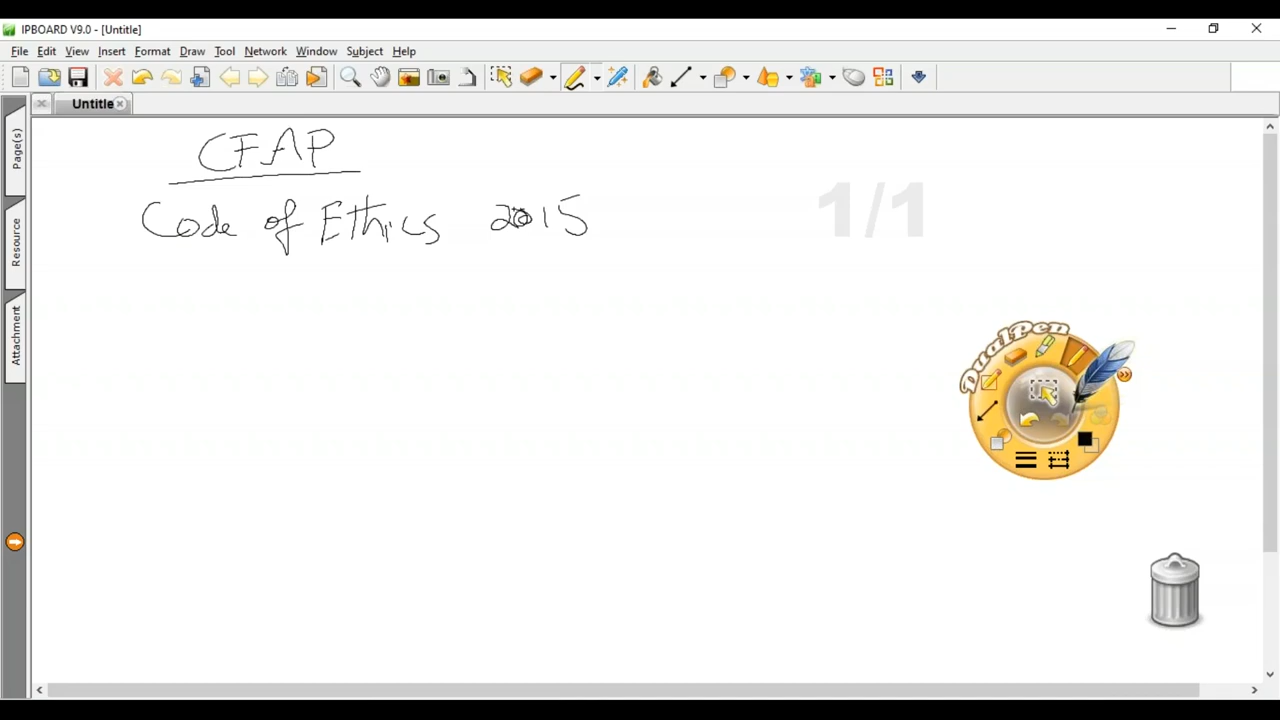 IPBOARD V9.0 - [Untitle]
File Edit View Insert Format Draw Tool Network Window Subject Help
Untitle
Page(s)
Resource
Attachment
CFAP
Code of Ethics 2015
1/1
DualPen